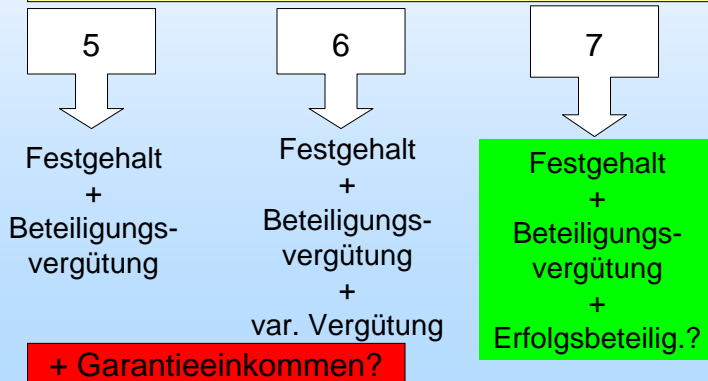 5
Festgehalt
+
Beteiligungs-
vergütung
6
Festgehalt
+
Beteiligungs-
vergütung
+
var. Vergütung
7
Festgehalt
+
Beteiligungs-
vergütung
+
Erfolgsbeteilig.?
+ Garantieeinkommen?